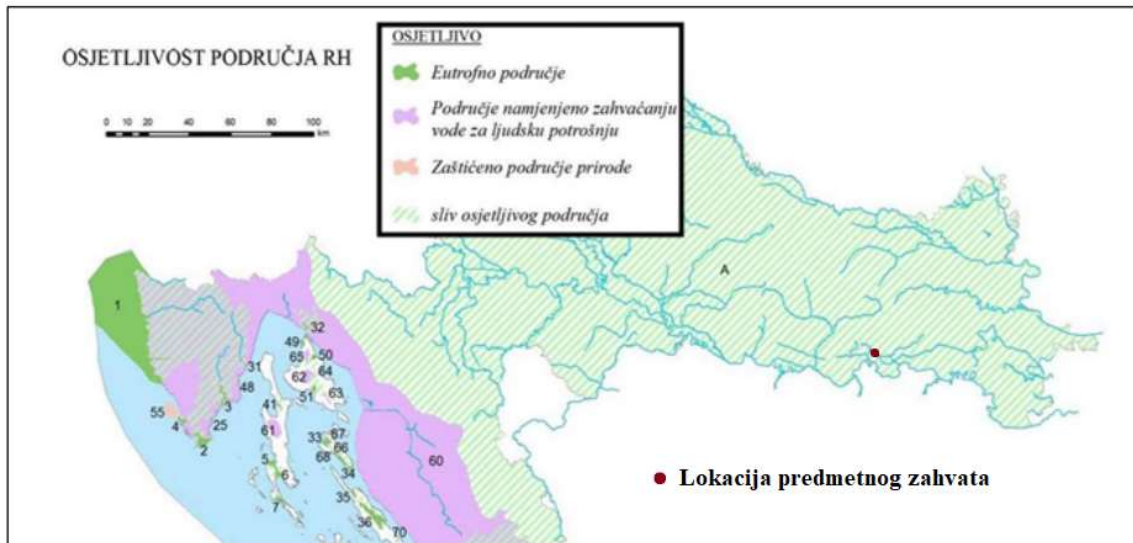 OSJETLJIVOST PODRUČJA RH
0 10 20 40 60 80 100
km
OSJETLJIVO
Eutrofno područje
Područje namjenjeno zahvaćanju
vode za ljudsku potrošnju
Zaštićeno područje prirode
sliv osjetljivog područja
A
1
32
49
65
50
31
62
64
48
51
63
55
3
41
4
25
61
2
33
67
66
5
68
60
6
34
7
35
36
70
Lokacija predmetnog zahvata